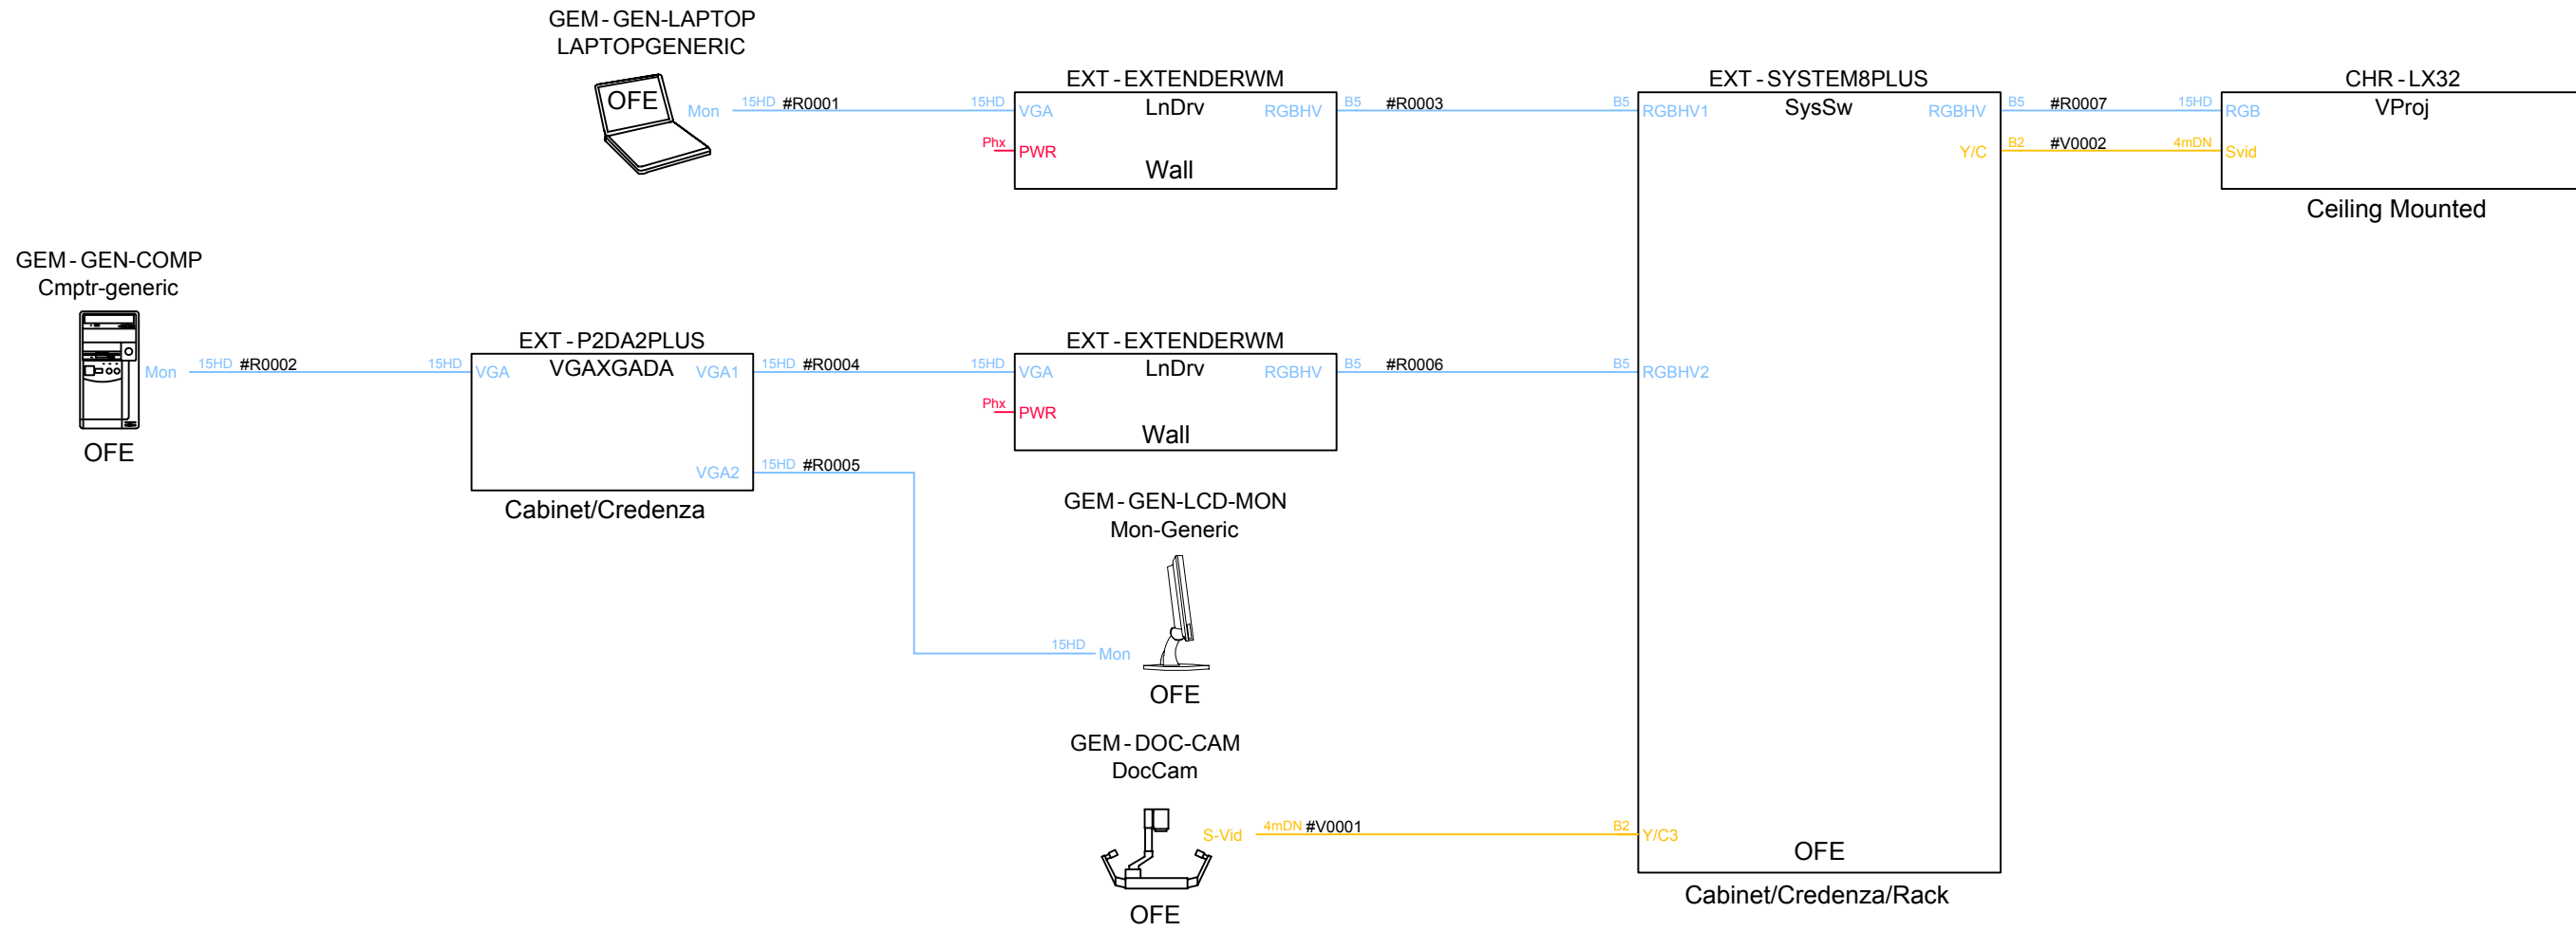 GEM - GEN-LAPTOP
LAPTOPGENERIC
OFE
Mon 15HD #R0001
EXT - EXTENDERWM
15HD VGA LnDrv RGBHV B5 #R0003
Phx PWR
Wall
EXT - SYSTEM8PLUS
B5 RGBHV1 SysSw RGBHV B5 #R0007
Y/C B2 #V0002
CHR - LX32
15HD RGB VProj
4mDN Svid
Ceiling Mounted
GEM - GEN-COMP
Cmptr-generic
Mon 15HD #R0002
OFE
EXT - P2DA2PLUS
15HD VGA VGAXGADA VGA1 15HD #R0004
VGA2 15HD #R0005
Cabinet/Credenza
EXT - EXTENDERWM
15HD VGA LnDrv RGBHV B5 #R0006
Phx PWR
Wall
B5 RGBHV2
GEM - GEN-LCD-MON
Mon-Generic
15HD Mon
OFE
GEM - DOC-CAM
DocCam
S-Vid 4mDN #V0001
OFE
B2 Y/C3
OFE
Cabinet/Credenza/Rack